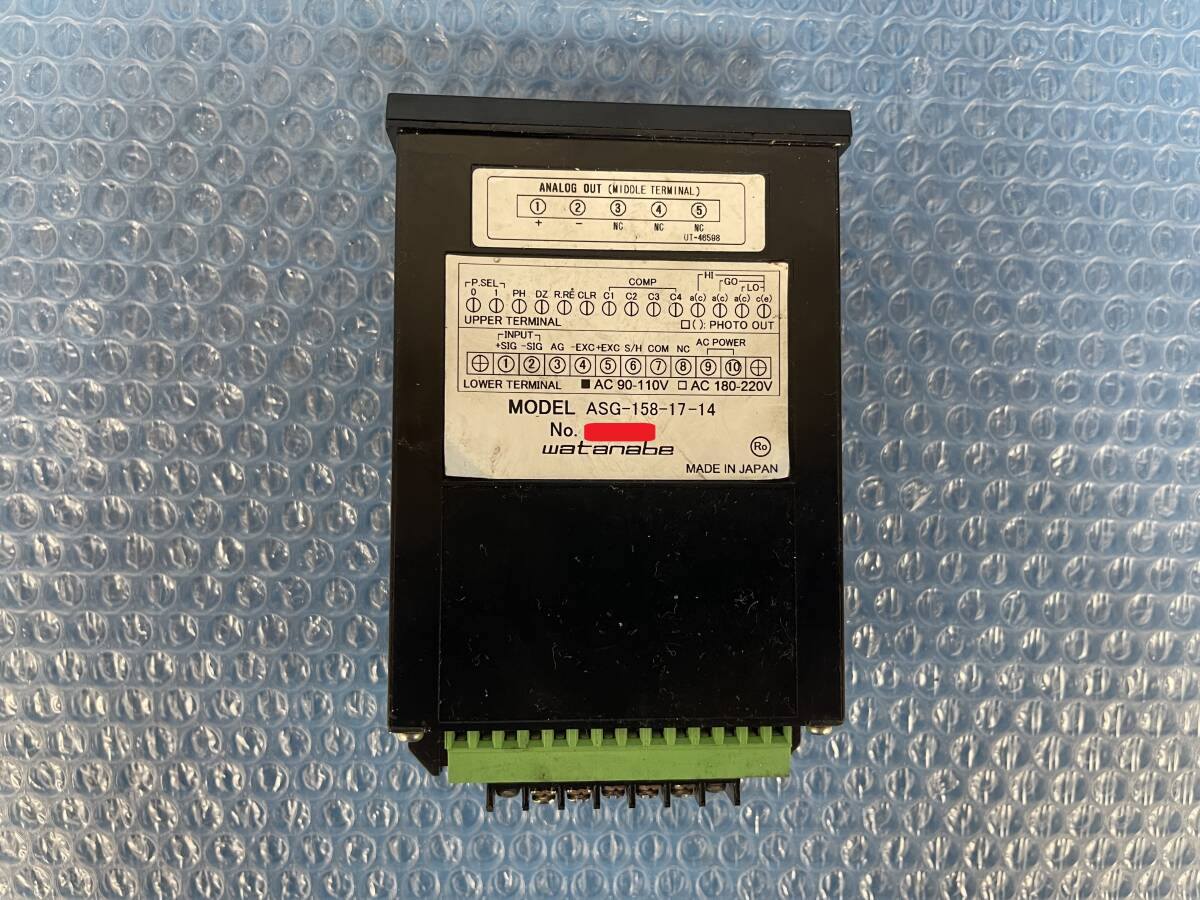 ANALOG OUT (MIDDLE TERMINAL)
① ② ③ ④ ⑤
+ − NC NC NC
UT-46598
HI
P.SEL COMP GO
LO
0 1 PH DZ R.RE CLR C1 C2 C3 C4 a(c) a(c) a(c) c(e)
UPPER TERMINAL □( ): PHOTO OUT
INPUT
+SIG −SIG AG −EXC +EXC S/H COM NC AC POWER
① ② ③ ④ ⑤ ⑥ ⑦ ⑧ ⑨ ⑩
LOWER TERMINAL ■ AC 90-110V □ AC 180-220V
MODEL ASG-158-17-14
No.
watanabe Ro
MADE IN JAPAN